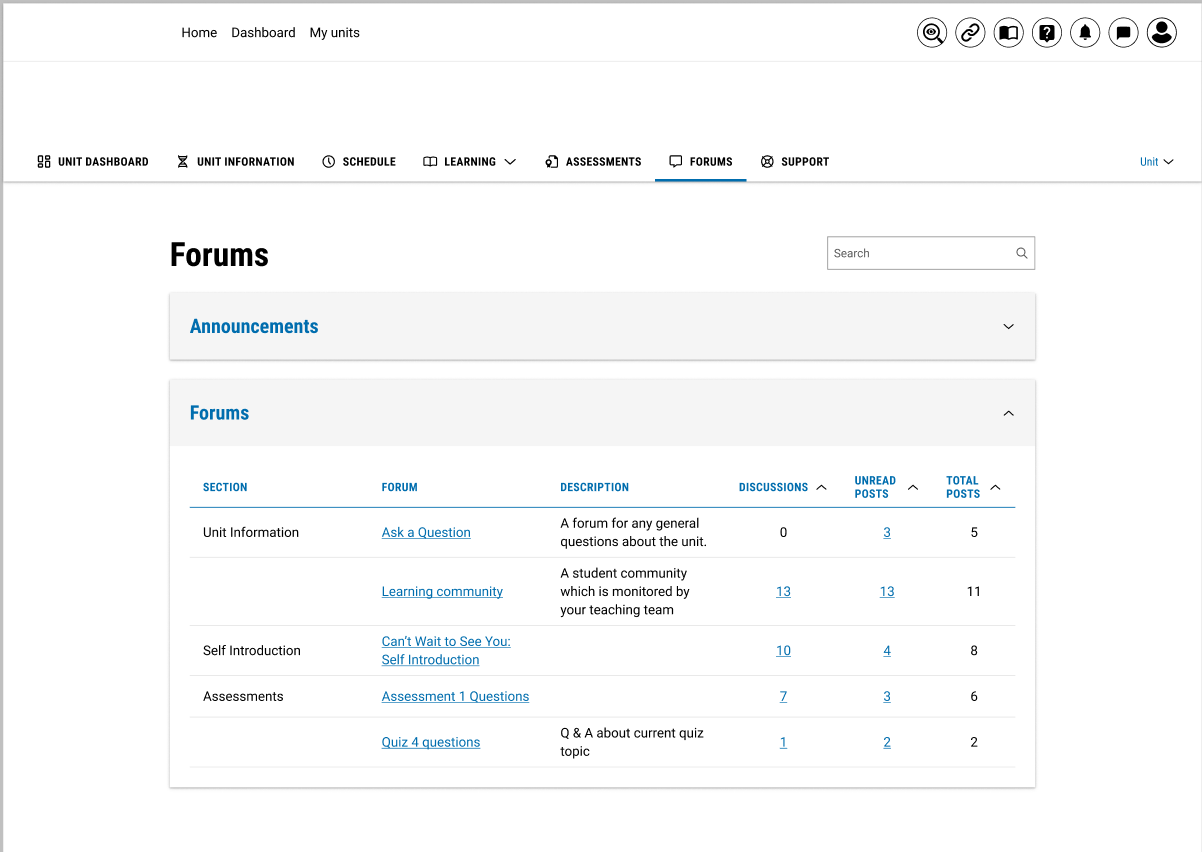 Home Dashboard My units
UNIT DASHBOARD UNIT INFORMATION SCHEDULE LEARNING ASSESSMENTS FORUMS SUPPORT Unit
Forums
Search
Announcements
Forums
SECTION FORUM DESCRIPTION DISCUSSIONS UNREAD POSTS TOTAL POSTS
Unit Information Ask a Question A forum for any general questions about the unit. 0 3 5
Learning community A student community which is monitored by your teaching team 13 13 11
Self Introduction Can't Wait to See You: Self Introduction 10 4 8
Assessments Assessment 1 Questions 7 3 6
Quiz 4 questions Q & A about current quiz topic 1 2 2